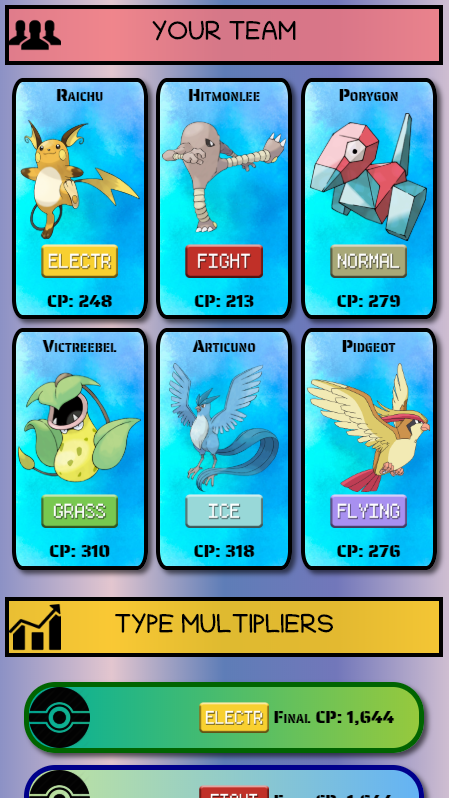 YOUR TEAM
Raichu Hitmonlee Porygon
ELECTR FIGHT NORMAL
CP: 248 CP: 213 CP: 279
Victreebel Articuno Pidgeot
GRASS ICE FLYING
CP: 310 CP: 318 CP: 276
TYPE MULTIPLIERS
ELECTR Final CP: 1,644
FIGHT